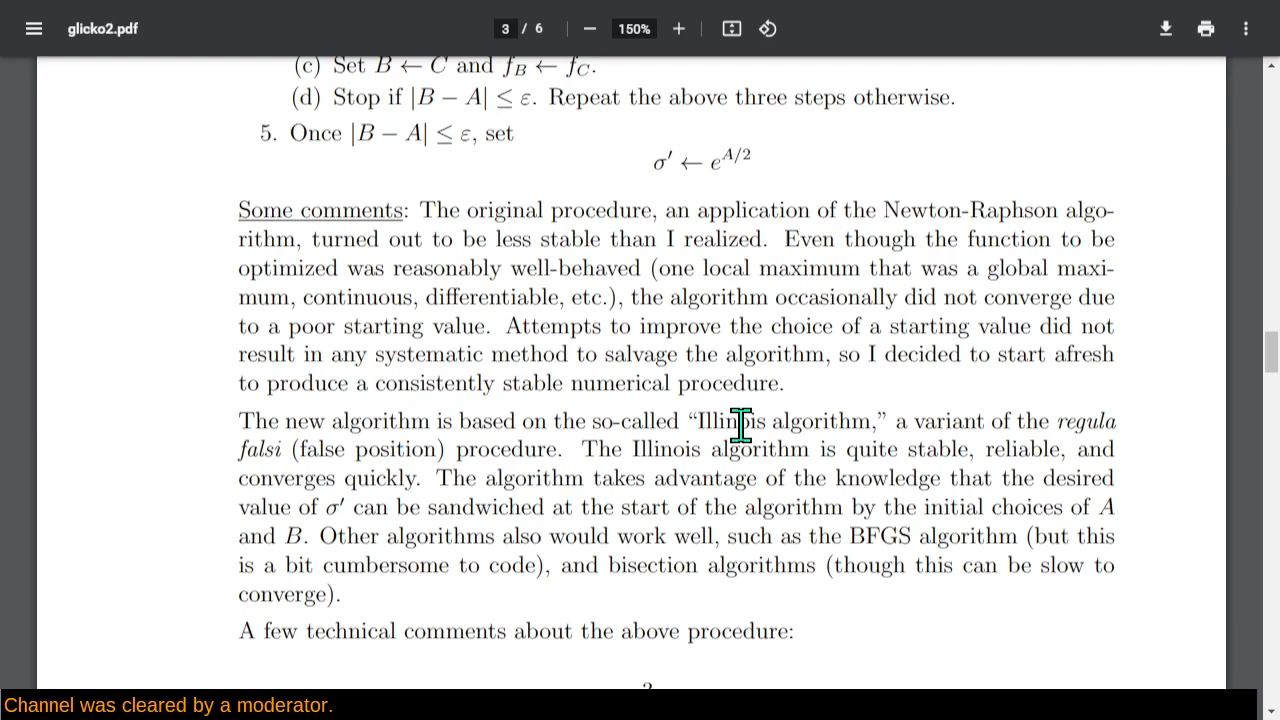 glicko2.pdf
3 / 6
150%
(c) Set B ← C and f_B ← f_C.
(d) Stop if |B − A| ≤ ε. Repeat the above three steps otherwise.
5. Once |B − A| ≤ ε, set
σ′ ← e^{A/2}
Some comments: The original procedure, an application of the Newton-Raphson algo-
rithm, turned out to be less stable than I realized. Even though the function to be
optimized was reasonably well-behaved (one local maximum that was a global maxi-
mum, continuous, differentiable, etc.), the algorithm occasionally did not converge due
to a poor starting value. Attempts to improve the choice of a starting value did not
result in any systematic method to salvage the algorithm, so I decided to start afresh
to produce a consistently stable numerical procedure.
The new algorithm is based on the so-called “Illinois algorithm,” a variant of the regula
falsi (false position) procedure. The Illinois algorithm is quite stable, reliable, and
converges quickly. The algorithm takes advantage of the knowledge that the desired
value of σ′ can be sandwiched at the start of the algorithm by the initial choices of A
and B. Other algorithms also would work well, such as the BFGS algorithm (but this
is a bit cumbersome to code), and bisection algorithms (though this can be slow to
converge).
A few technical comments about the above procedure:
Channel was cleared by a moderator.